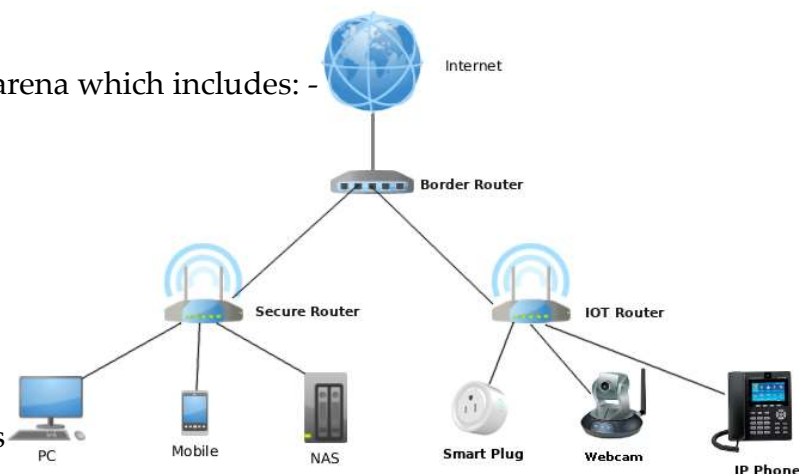 Internet
arena which includes: -
Border Router
Secure Router
IOT Router
s
PC
Mobile
NAS
Smart Plug
Webcam
IP Phone